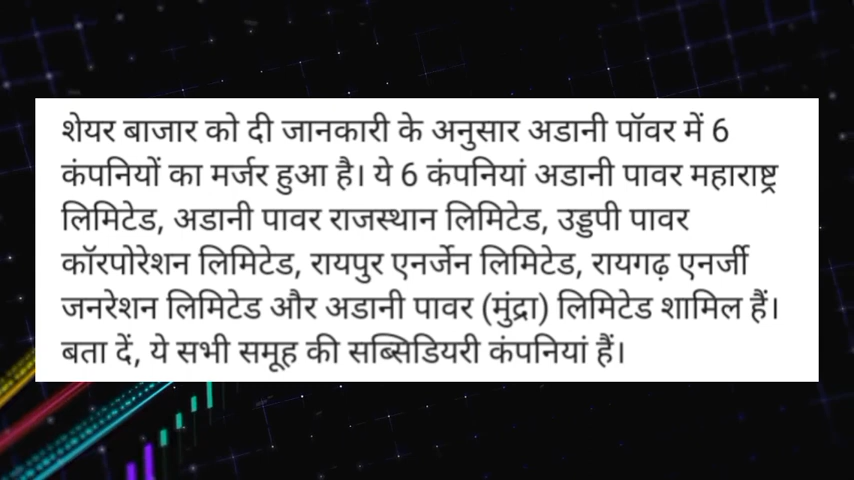 शेयर बाजार को दी जानकारी के अनुसार अडानी पॉवर में 6
कंपनियों का मर्जर हुआ है। ये 6 कंपनियां अडानी पावर महाराष्ट्र
लिमिटेड, अडानी पावर राजस्थान लिमिटेड, उडुपी पावर
कॉरपोरेशन लिमिटेड, रायपुर एनर्जेन लिमिटेड, रायगढ़ एनर्जी
जनरेशन लिमिटेड और अडानी पावर (मुंद्रा) लिमिटेड शामिल हैं।
बता दें, ये सभी समूह की सब्सिडियरी कंपनियां हैं।